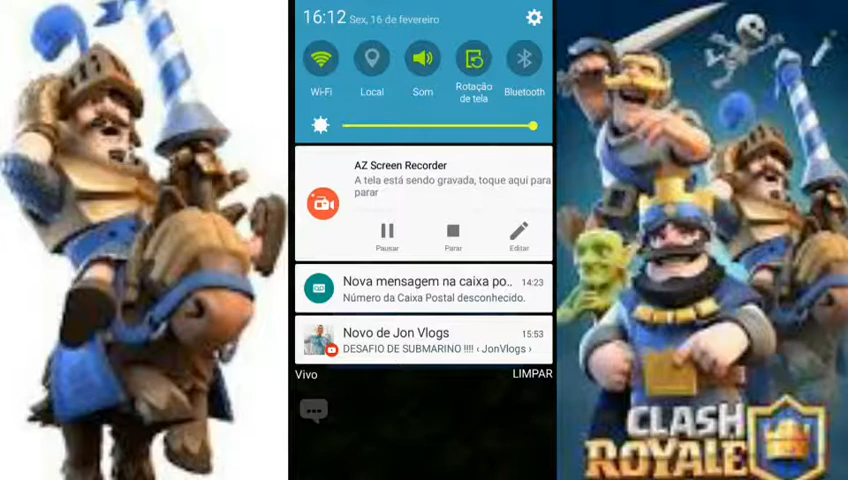 16:12 Sex, 16 de fevereiro
Wi-Fi
Local
Som
Rotação
de tela
Bluetooth
AZ Screen Recorder
A tela está sendo gravada, toque aqui para
parar
Pausar
Parar
Editar
Nova mensagem na caixa po.. 14:23
Número da Caixa Postal desconhecido.
Novo de Jon Vlogs 15:53
DESAFIO DE SUBMARINO !!!! ‹ JonVlogs ›
Vivo
LIMPAR
CLASH
ROYALE